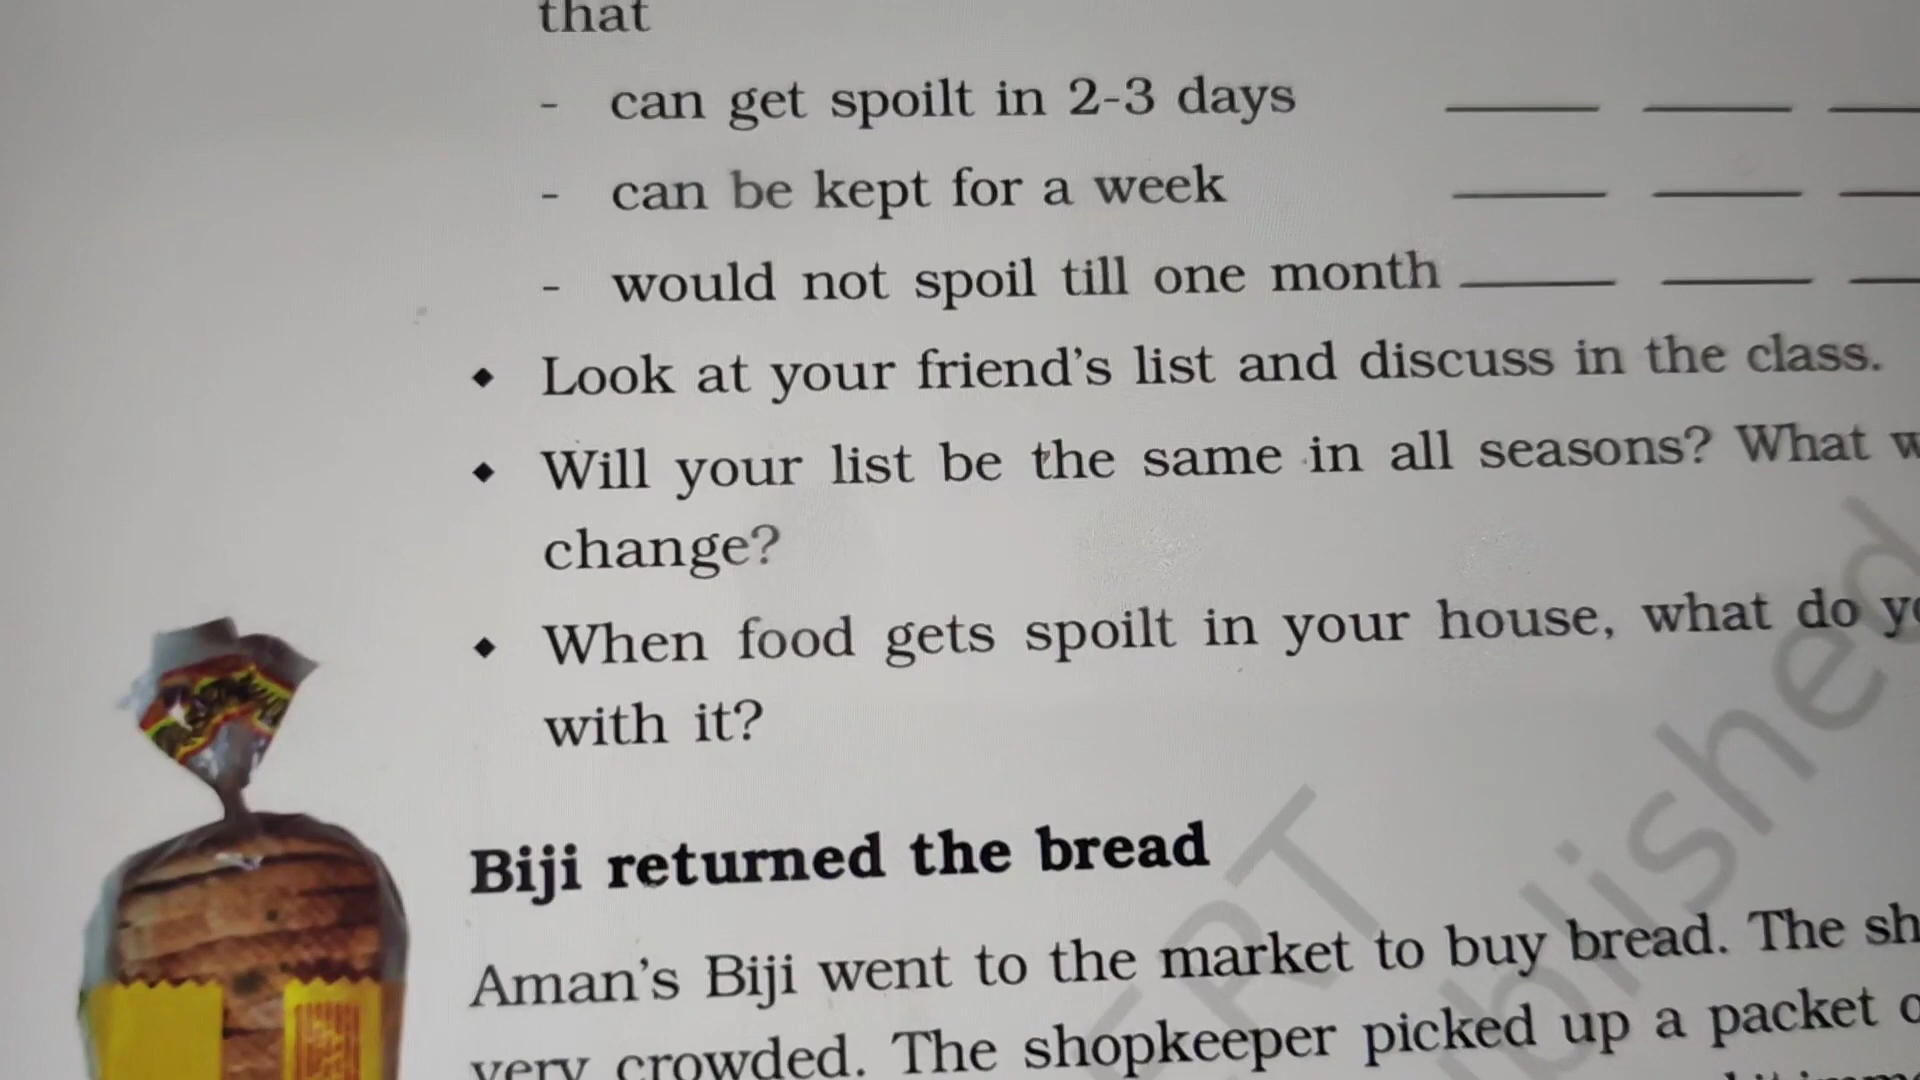 that
- can get spoilt in 2-3 days
- can be kept for a week
- would not spoil till one month
◆ Look at your friend's list and discuss in the class.
◆ Will your list be the same in all seasons? What
change?
◆ When food gets spoilt in your house, what do
with it?
Biji returned the bread
Aman's Biji went to the market to buy bread. The
very crowded. The shopkeeper picked up a packet